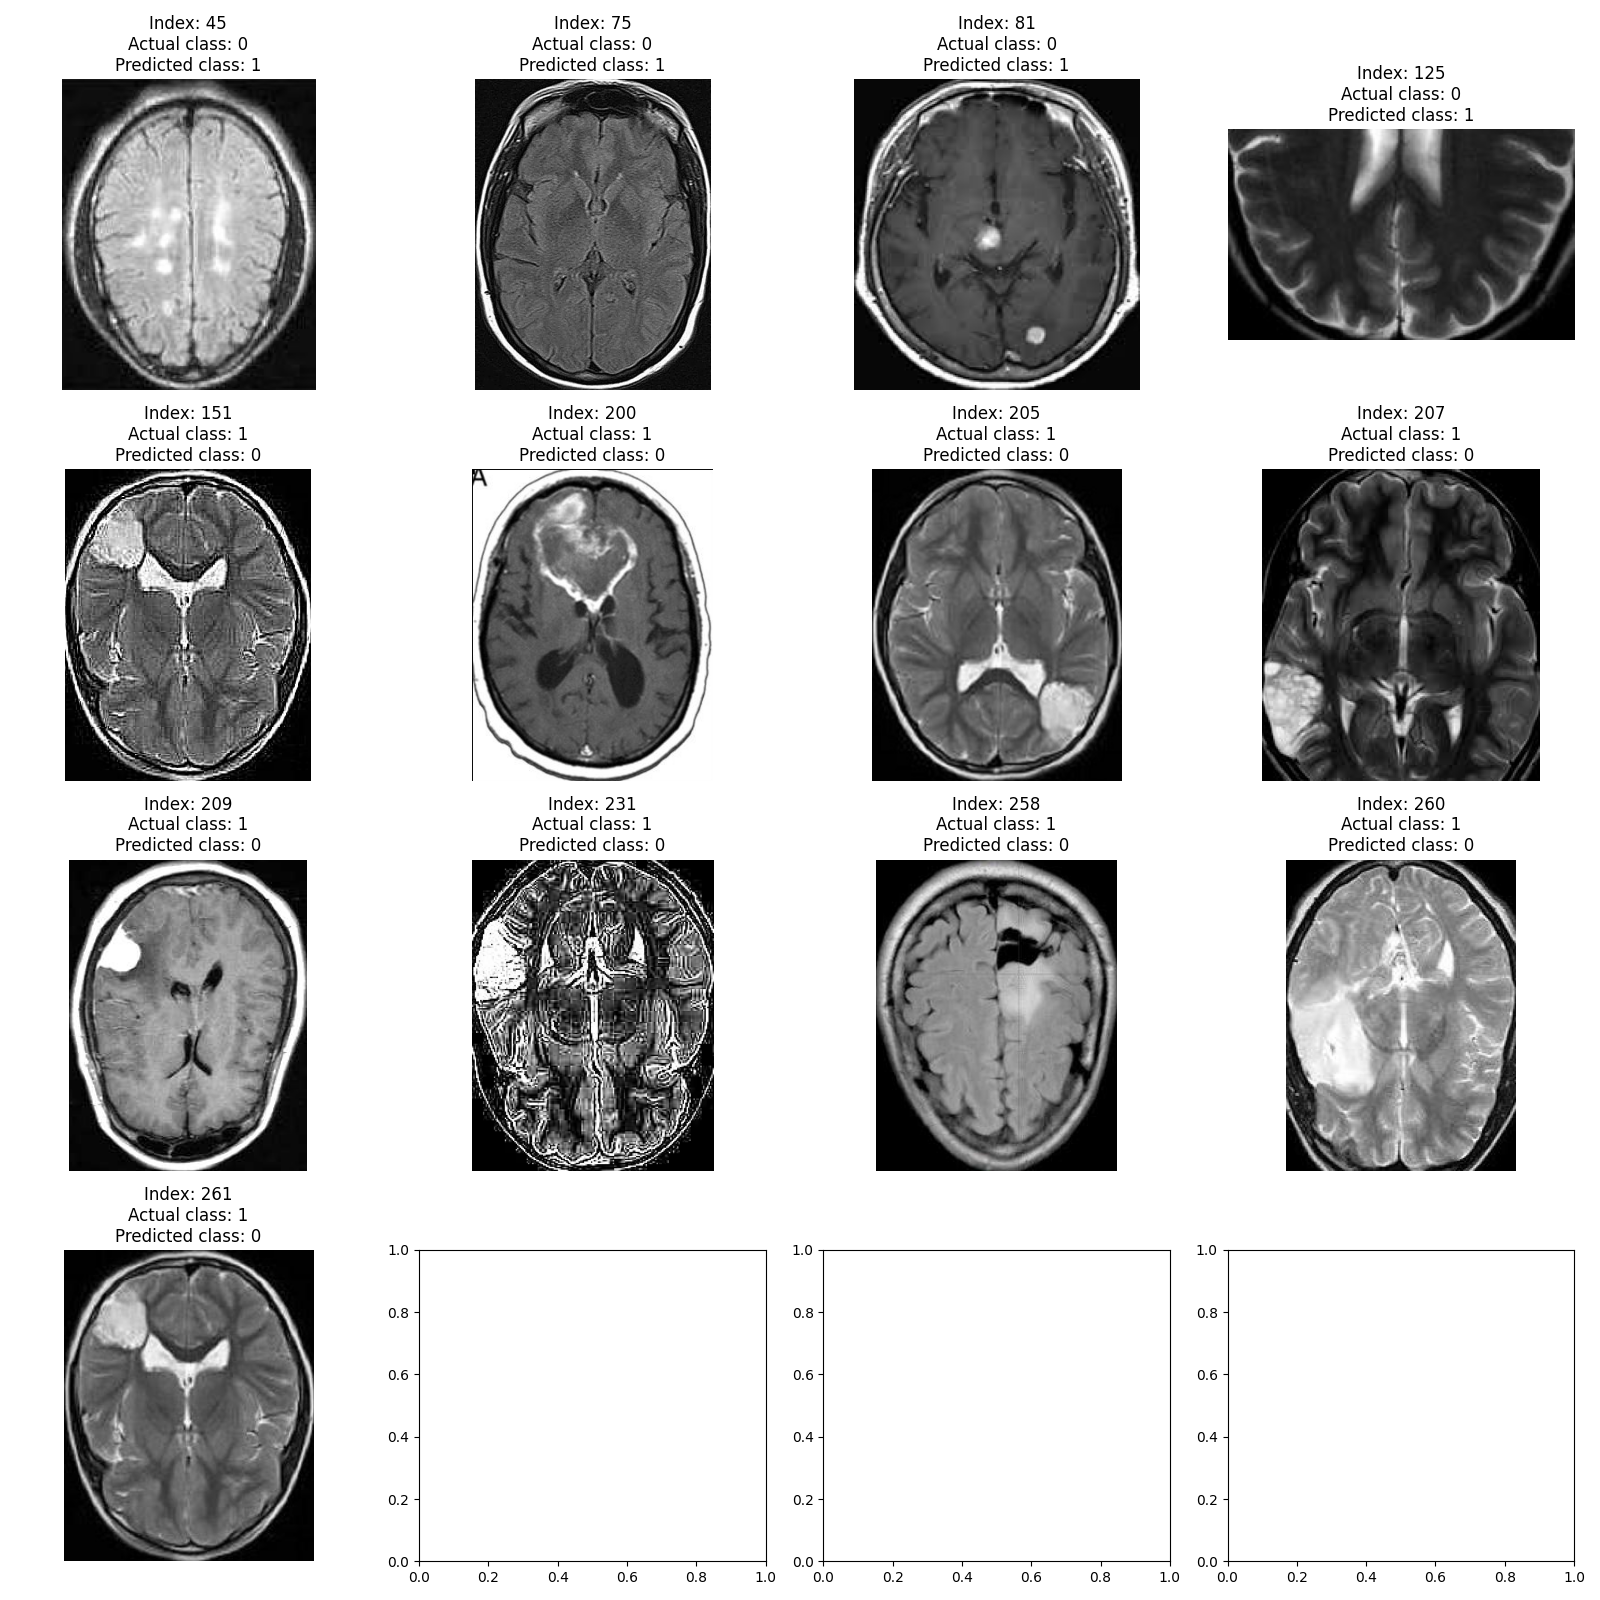 Index: 45
Actual class: 0
Predicted class: 1
Index: 75
Actual class: 0
Predicted class: 1
Index: 81
Actual class: 0
Predicted class: 1
Index: 125
Actual class: 0
Predicted class: 1
Index: 151
Actual class: 1
Predicted class: 0
Index: 200
Actual class: 1
Predicted class: 0
A
Index: 205
Actual class: 1
Predicted class: 0
Index: 207
Actual class: 1
Predicted class: 0
Index: 209
Actual class: 1
Predicted class: 0
Index: 231
Actual class: 1
Predicted class: 0
Index: 258
Actual class: 1
Predicted class: 0
Index: 260
Actual class: 1
Predicted class: 0
Index: 261
Actual class: 1
Predicted class: 0
1.0
0.8
0.6
0.4
0.2
0.0
0.0 0.2 0.4 0.6 0.8 1.0
1.0
0.8
0.6
0.4
0.2
0.0
0.0 0.2 0.4 0.6 0.8 1.0
1.0
0.8
0.6
0.4
0.2
0.0
0.0 0.2 0.4 0.6 0.8 1.0